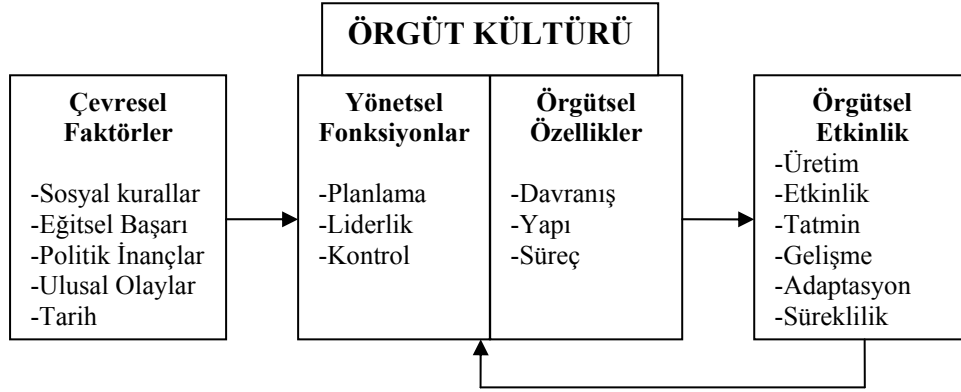 ÖRGÜT KÜLTÜRÜ
Çevresel
Faktörler
-Sosyal kurallar
-Eğitsel Başarı
-Politik İnançlar
-Ulusal Olaylar
-Tarih
Yönetsel
Fonksiyonlar
-Planlama
-Liderlik
-Kontrol
Örgütsel
Özellikler
-Davranış
-Yapı
-Süreç
Örgütsel
Etkinlik
-Üretim
-Etkinlik
-Tatmin
-Gelişme
-Adaptasyon
-Süreklilik